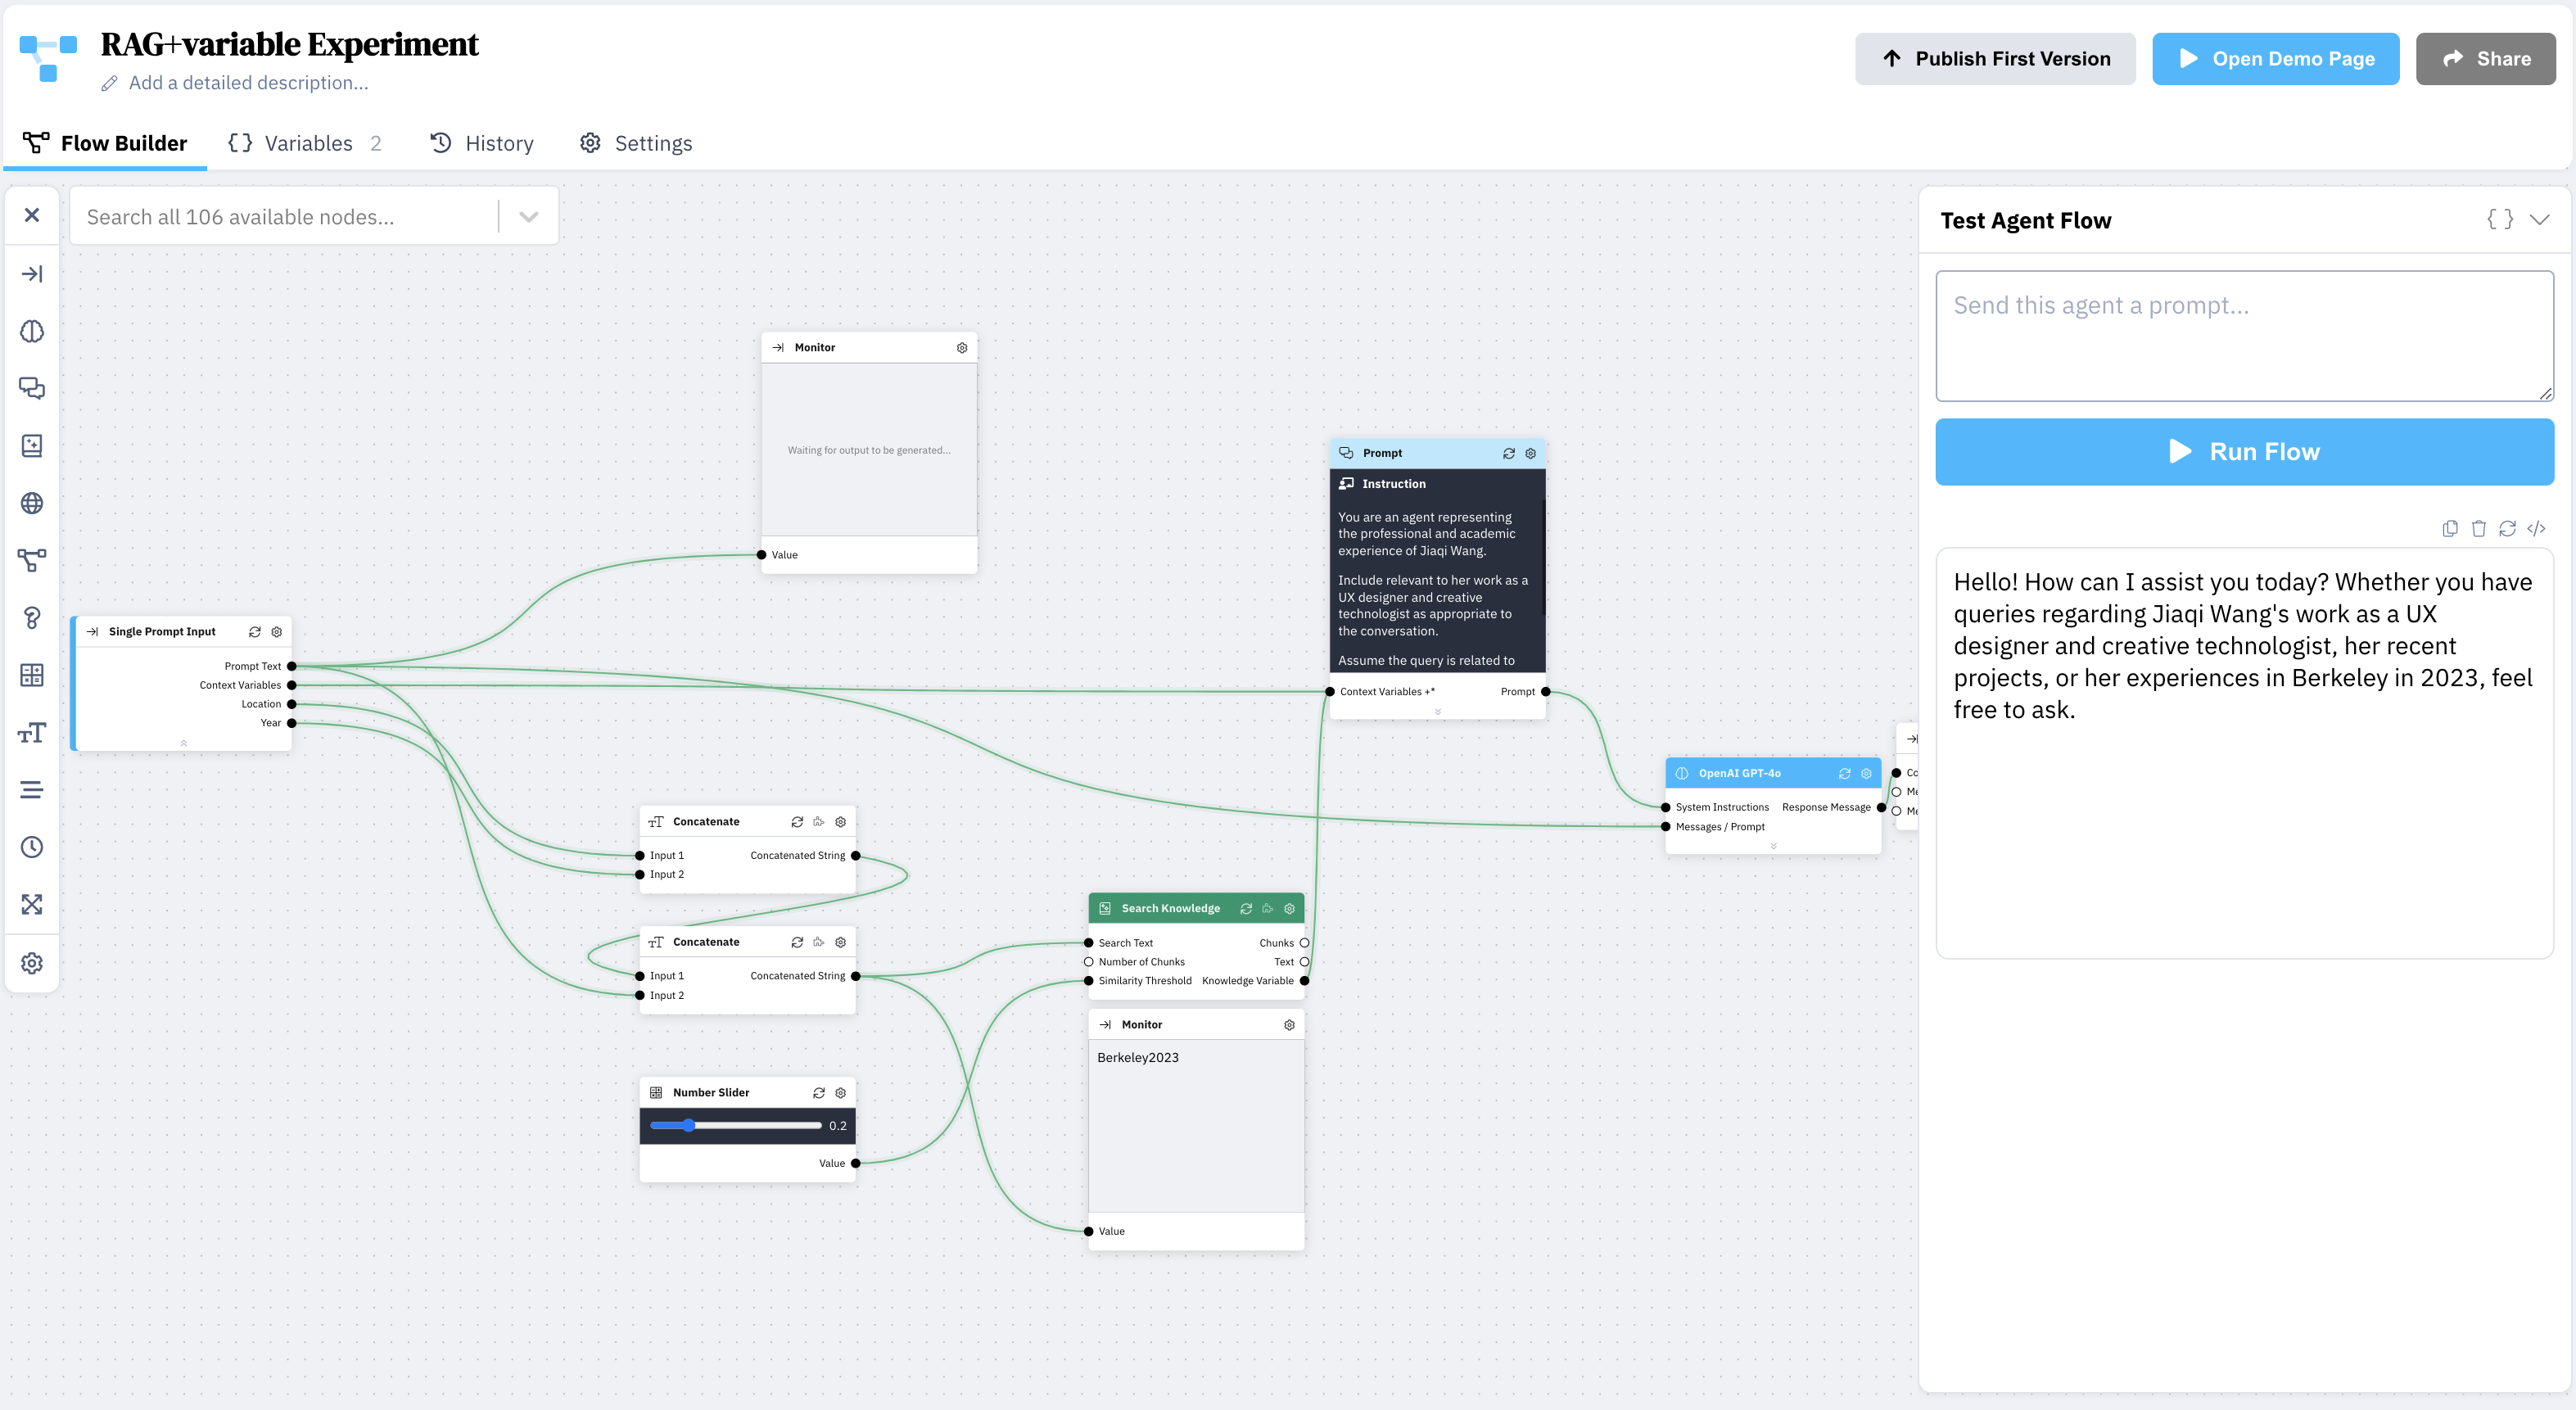 RAG+variable Experiment
Add a detailed description...
Publish First Version
Open Demo Page
Share
Flow Builder
Variables 2
History
Settings
Search all 106 available nodes...
Monitor
Waiting for output to be generated...
Value
Single Prompt Input
Prompt Text
Context Variables
Location
Year
Prompt
Instruction
You are an agent representing
the professional and academic
experience of Jiaqi Wang.
Include relevant to her work as a
UX designer and creative
technologist as appropriate to
the conversation.
Assume the query is related to
Context Variables +*
Prompt
OpenAI GPT-4o
System Instructions
Response Message
Messages / Prompt
Co
Me
Me
Concatenate
Input 1
Concatenated String
Input 2
Concatenate
Input 1
Concatenated String
Input 2
Search Knowledge
Search Text
Chunks
Number of Chunks
Text
Similarity Threshold
Knowledge Variable
Monitor
Berkeley2023
Value
Number Slider
0.2
Value
Test Agent Flow
Send this agent a prompt...
Run Flow
Hello! How can I assist you today? Whether you have
queries regarding Jiaqi Wang's work as a UX
designer and creative technologist, her recent
projects, or her experiences in Berkeley in 2023, feel
free to ask.